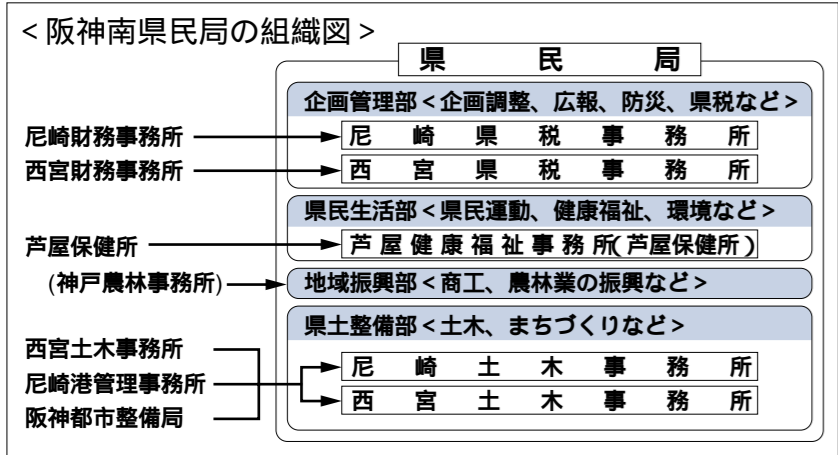 <阪神南県民局の組織図>
県民局
企画管理部<企画調整、広報、防災、県税など>
尼崎財務事務所
尼崎県税事務所
西宮財務事務所
西宮県税事務所
県民生活部<県民運動、健康福祉、環境など>
芦屋保健所
芦屋健康福祉事務所(芦屋保健所)
(神戸農林事務所)
地域振興部<商工、農林業の振興など>
県土整備部<土木、まちづくりなど>
西宮土木事務所
尼崎港管理事務所
阪神都市整備局
尼崎土木事務所
西宮土木事務所